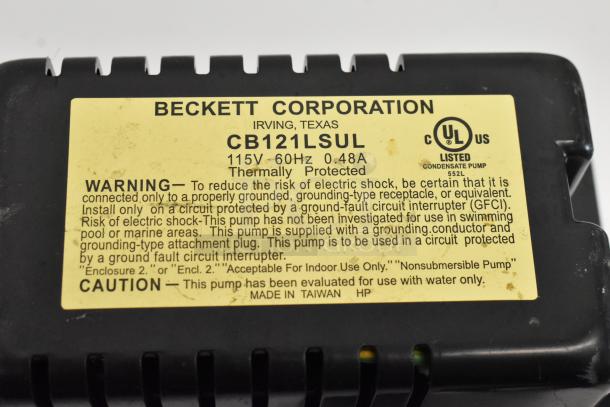 BECKETT CORPORATION
IRVING, TEXAS
CB121LSUL
115V 60Hz 0.48A
Thermally Protected
C UL US
LISTED
CONDENSATE PUMP
552L
WARNING— To reduce the risk of electric shock, be certain that it is
connected only to a properly grounded, grounding-type receptacle, or equivalent.
Install only on a circuit protected by a ground-fault circuit interrupter (GFCI).
Risk of electric shock-This pump has not been investigated for use in swimming
pool or marine areas. This pump is supplied with a grounding conductor and
grounding-type attachment plug. This pump is to be used in a circuit protected
by a ground fault circuit interrupter.
"Enclosure 2." or "Encl. 2." "Acceptable For Indoor Use Only." "Nonsubmersible Pump"
CAUTION — This pump has been evaluated for use with water only.
MADE IN TAIWAN HP